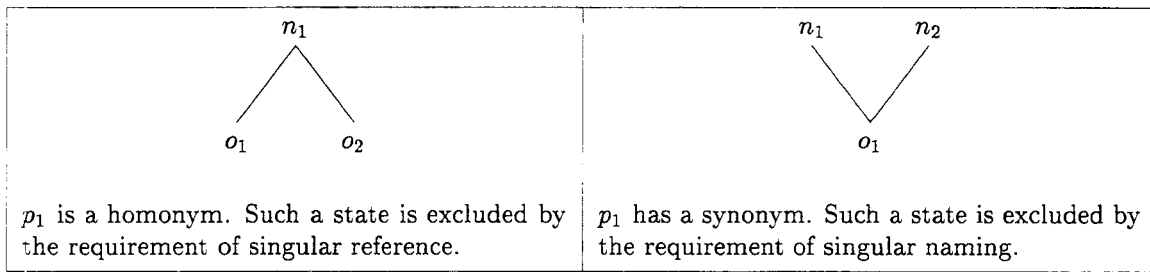 n₁
o₁ o₂
p₁ is a homonym. Such a state is excluded by
the requirement of singular reference.
n₁ n₂
o₁
p₁ has a synonym. Such a state is excluded by
the requirement of singular naming.